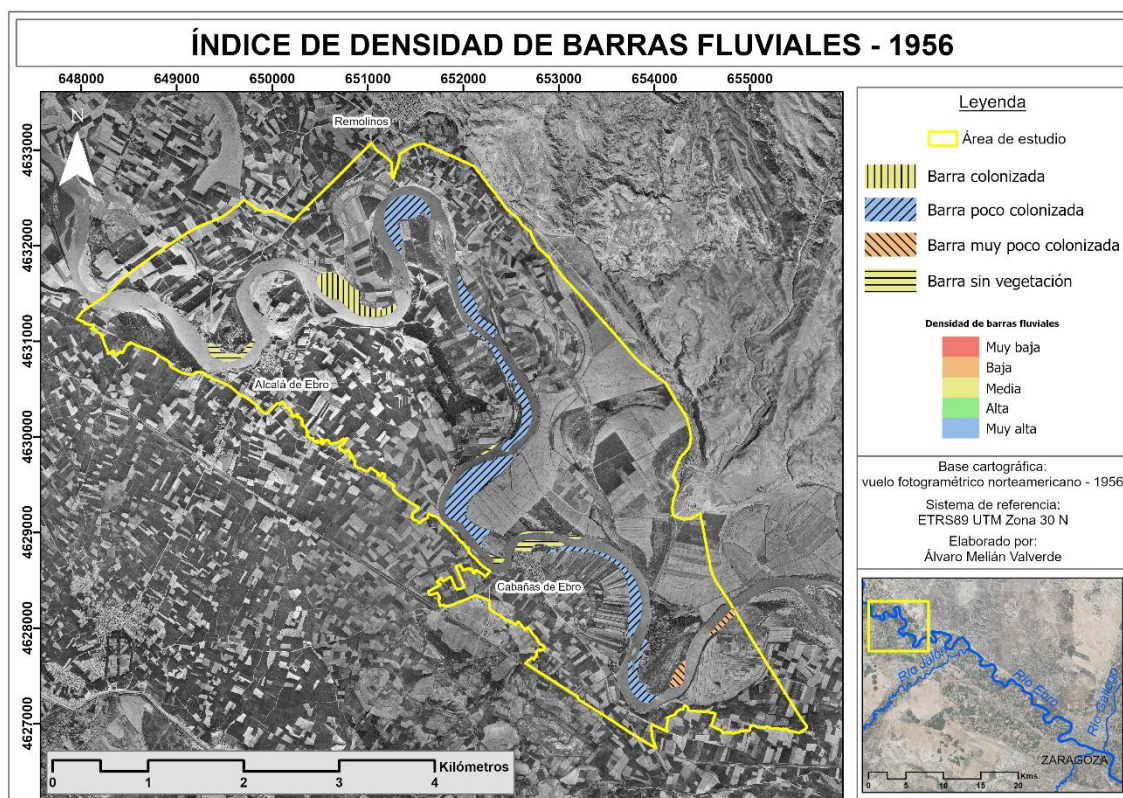 ÍNDICE DE DENSIDAD DE BARRAS FLUVIALES - 1956
648000 649000 650000 651000 652000 653000 654000 655000
4633000
4632000
4631000
4630000
4629000
4628000
4627000
N
Remolinos
Alcalá de Ebro
Cabañas de Ebro
0 1 2 3 4 Kilómetros
Leyenda
Área de estudio
Barra colonizada
Barra poco colonizada
Barra muy poco colonizada
Barra sin vegetación
Densidad de barras fluviales
Muy baja
Baja
Media
Alta
Muy alta
Base cartográfica:
vuelo fotogramétrico norteamericano - 1956
Sistema de referencia:
ETRS89 UTM Zona 30 N
Elaborado por:
Álvaro Melián Valverde
Río Jalón
Río Ebro
Río Gállego
ZARAGOZA
0 5 10 20 Kms